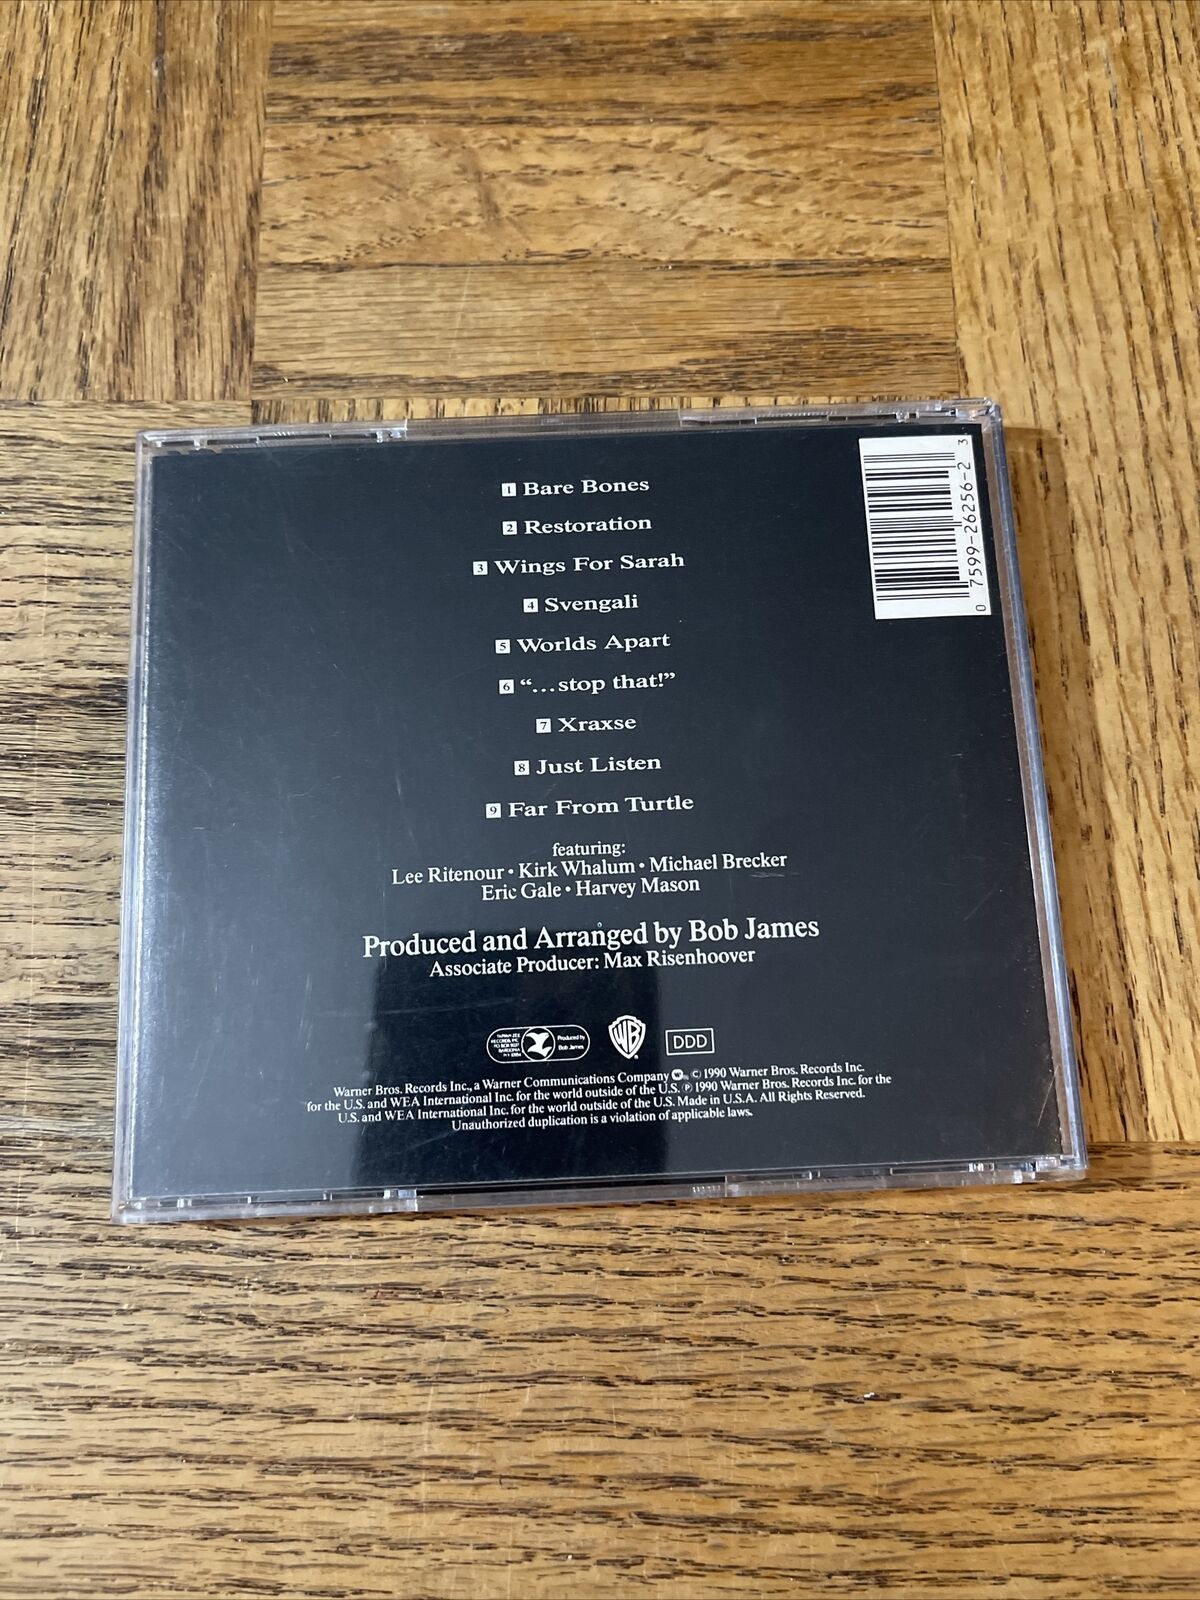 1 Bare Bones
2 Restoration
3 Wings For Sarah
4 Svengali
5 Worlds Apart
6 “...stop that!”
7 Xraxse
8 Just Listen
9 Far From Turtle
featuring:
Lee Ritenour • Kirk Whalum • Michael Brecker
Eric Gale • Harvey Mason
Produced and Arranged by Bob James
Associate Producer: Max Risenhoover
TAPPAN ZEE
RECORDS, INC.
Produced by
Bob James
WB
DDD
Warner Bros. Records Inc., a Warner Communications Company © 1990 Warner Bros. Records Inc.
for the U.S. and WEA International Inc. for the world outside of the U.S. ℗ 1990 Warner Bros. Records Inc. for the
U.S. and WEA International Inc. for the world outside of the U.S. Made in U.S.A. All Rights Reserved.
Unauthorized duplication is a violation of applicable laws.
0 7599-26256-2 3